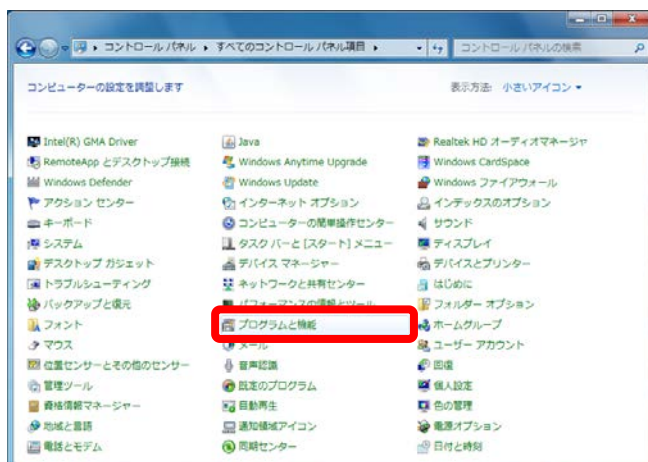 コントロール パネル ▸ すべてのコントロール パネル項目 ▸ コントロール パネルの検索
コンピューターの設定を調整します 表示方法: 小さいアイコン
Intel(R) GMA Driver Java Realtek HD オーディオマネージャ
RemoteApp とデスクトップ接続 Windows Anytime Upgrade Windows CardSpace
Windows Defender Windows Update Windows ファイアウォール
アクション センター インターネット オプション インデックスのオプション
キーボード コンピューターの簡単操作センター サウンド
システム タスク バーと [スタート] メニュー ディスプレイ
デスクトップ ガジェット デバイス マネージャー デバイスとプリンター
トラブルシューティング ネットワークと共有センター はじめに
バックアップと復元 パフォーマンスの情報とツール フォルダー オプション
フォント プログラムと機能 ホームグループ
マウス メール ユーザー アカウント
位置センサーとその他のセンサー 音声認識 回復
管理ツール 既定のプログラム 個人設定
資格情報マネージャー 自動再生 色の管理
地域と言語 通知領域アイコン 電源オプション
電話とモデム 同期センター 日付と時刻